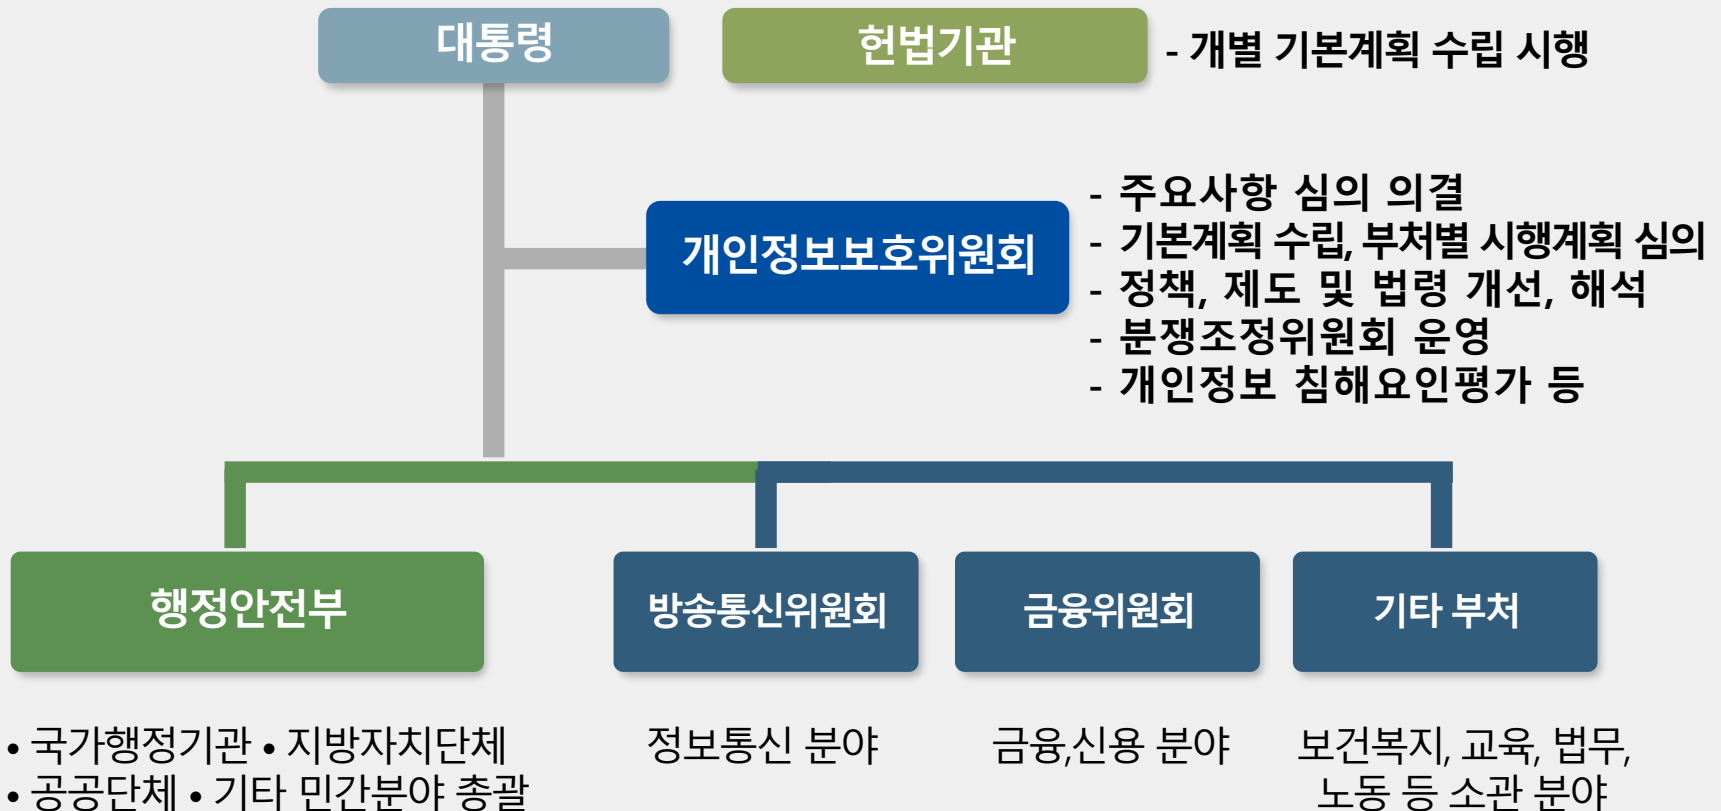 대통령
헌법기관
- 개별 기본계획 수립 시행
개인정보보호위원회
- 주요사항 심의 의결
- 기본계획 수립, 부처별 시행계획 심의
- 정책, 제도 및 법령 개선, 해석
- 분쟁조정위원회 운영
- 개인정보 침해요인평가 등
행정안전부
방송통신위원회
금융위원회
기타 부처
• 국가행정기관 • 지방자치단체
• 공공단체 • 기타 민간분야 총괄
정보통신 분야
금융,신용 분야
보건복지, 교육, 법무,
노동 등 소관 분야